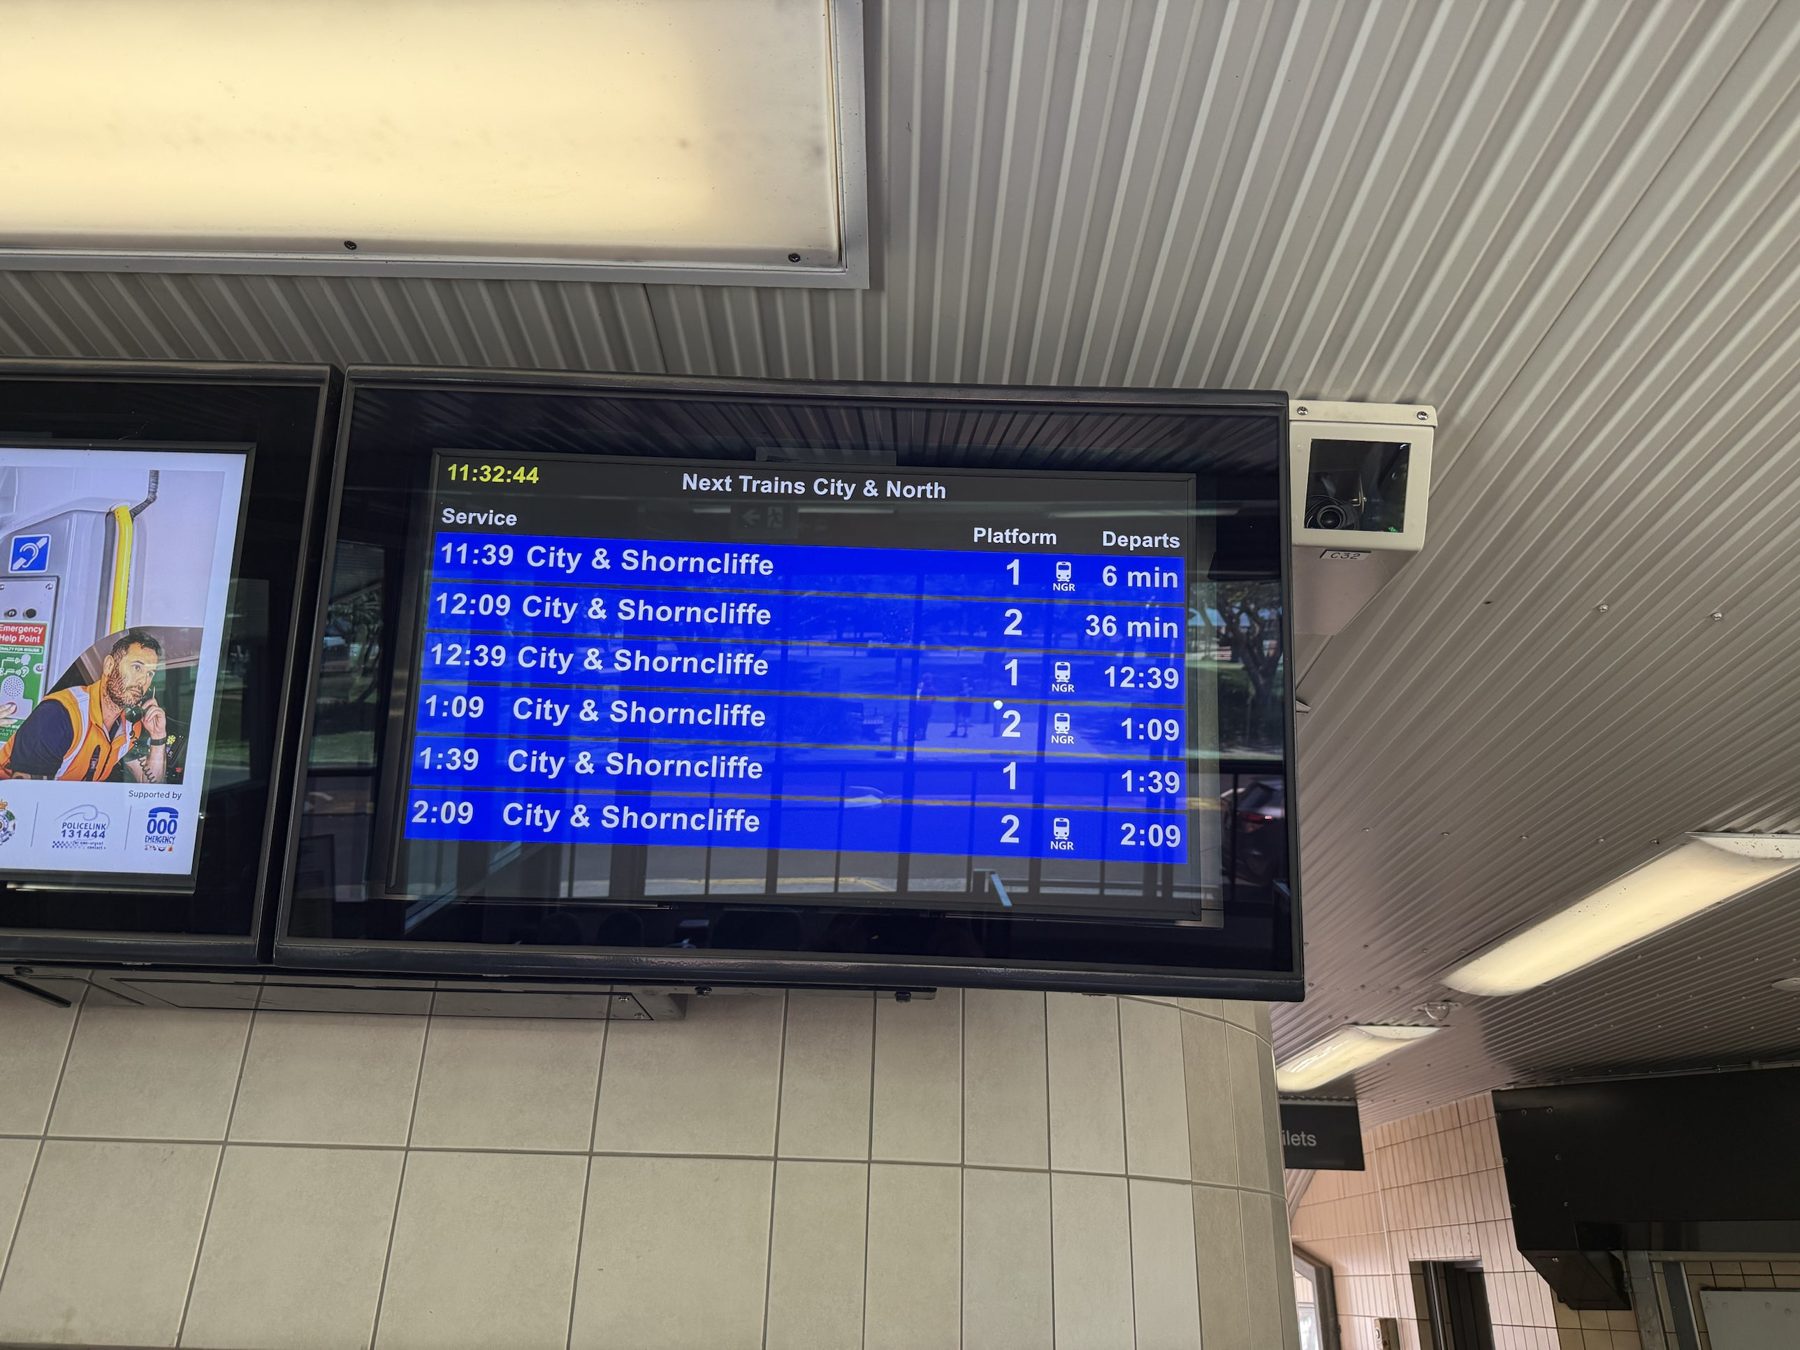 11:32:44 Next Trains City & North
Service Platform Departs
11:39 City & Shorncliffe 1 NGR 6 min
12:09 City & Shorncliffe 2 36 min
12:39 City & Shorncliffe 1 NGR 12:39
1:09 City & Shorncliffe 2 NGR 1:09
1:39 City & Shorncliffe 1 1:39
2:09 City & Shorncliffe 2 NGR 2:09
Emergency
Help Point
Supported by
POLICELINK
131444
000
EMERGENCY
C32
ilets